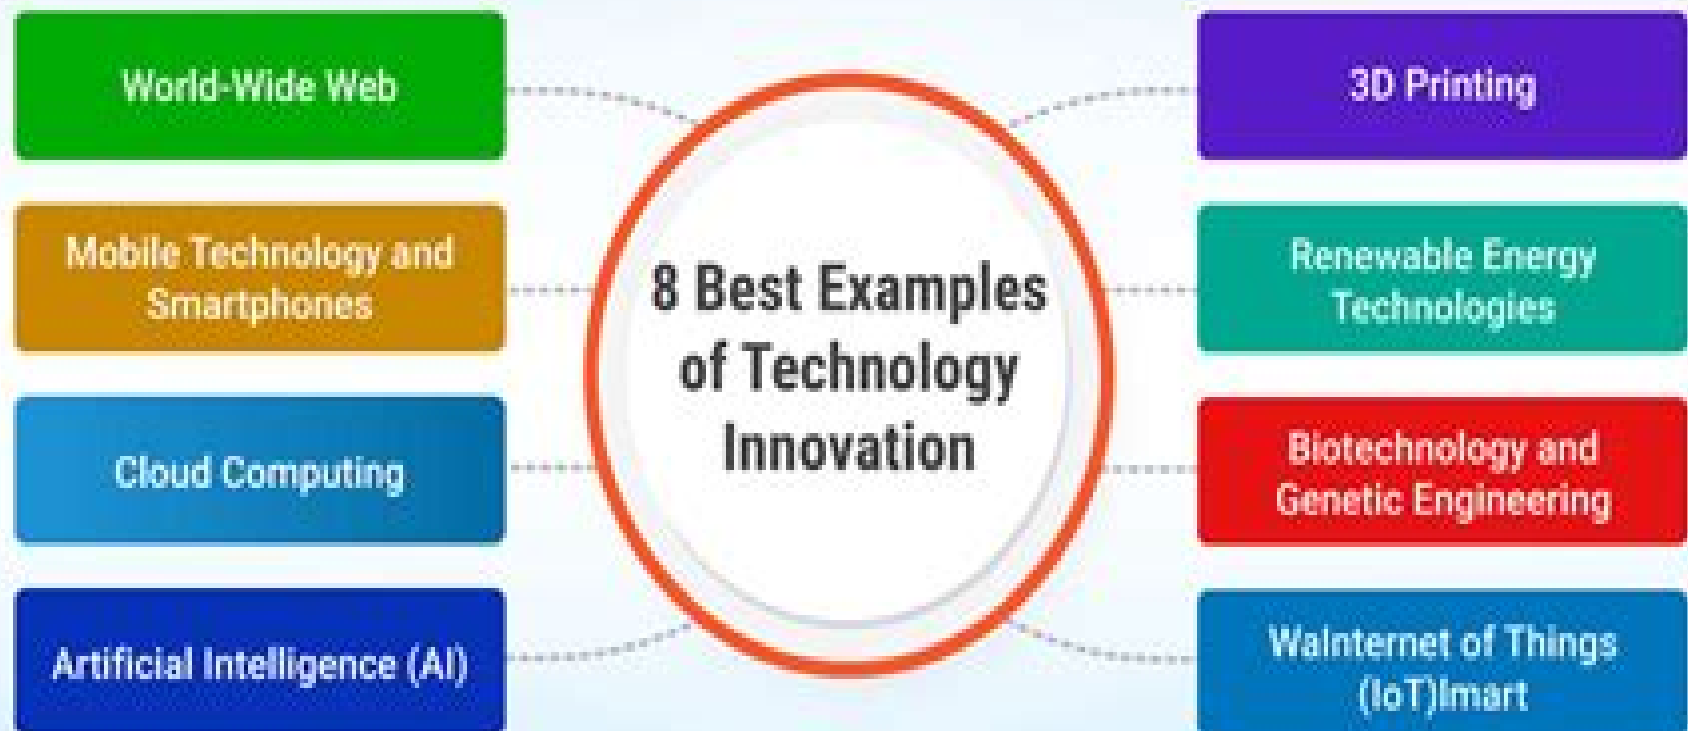 World-Wide Web
Mobile Technology and
Smartphones
Cloud Computing
Artificial Intelligence (AI)
8 Best Examples
of Technology
Innovation
3D Printing
Renewable Energy
Technologies
Biotechnology and
Genetic Engineering
WaInternet of Things
(IoT)lmart